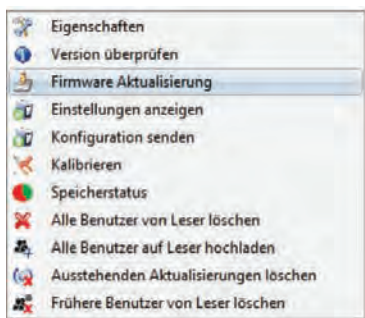 Eigenschaften
Version überprüfen
Firmware Aktualisierung
Einstellungen anzeigen
Konfiguration senden
Kalibrieren
Speicherstatus
Alle Benutzer von Leser löschen
Alle Benutzer auf Leser hochladen
Ausstehenden Aktualisierungen löschen
Frühere Benutzer von Leser löschen